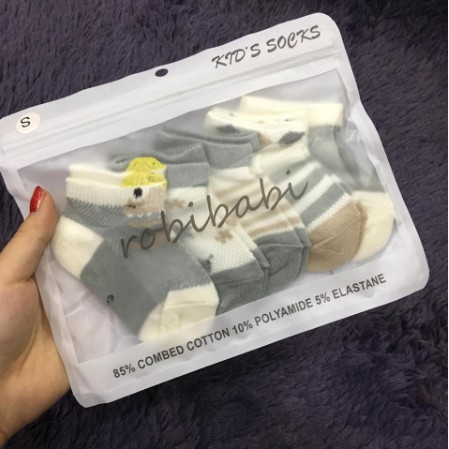 KID'S SOCKS
S
robibabi
85% COMBED COTTON 10% POLYAMIDE 5% ELASTANE